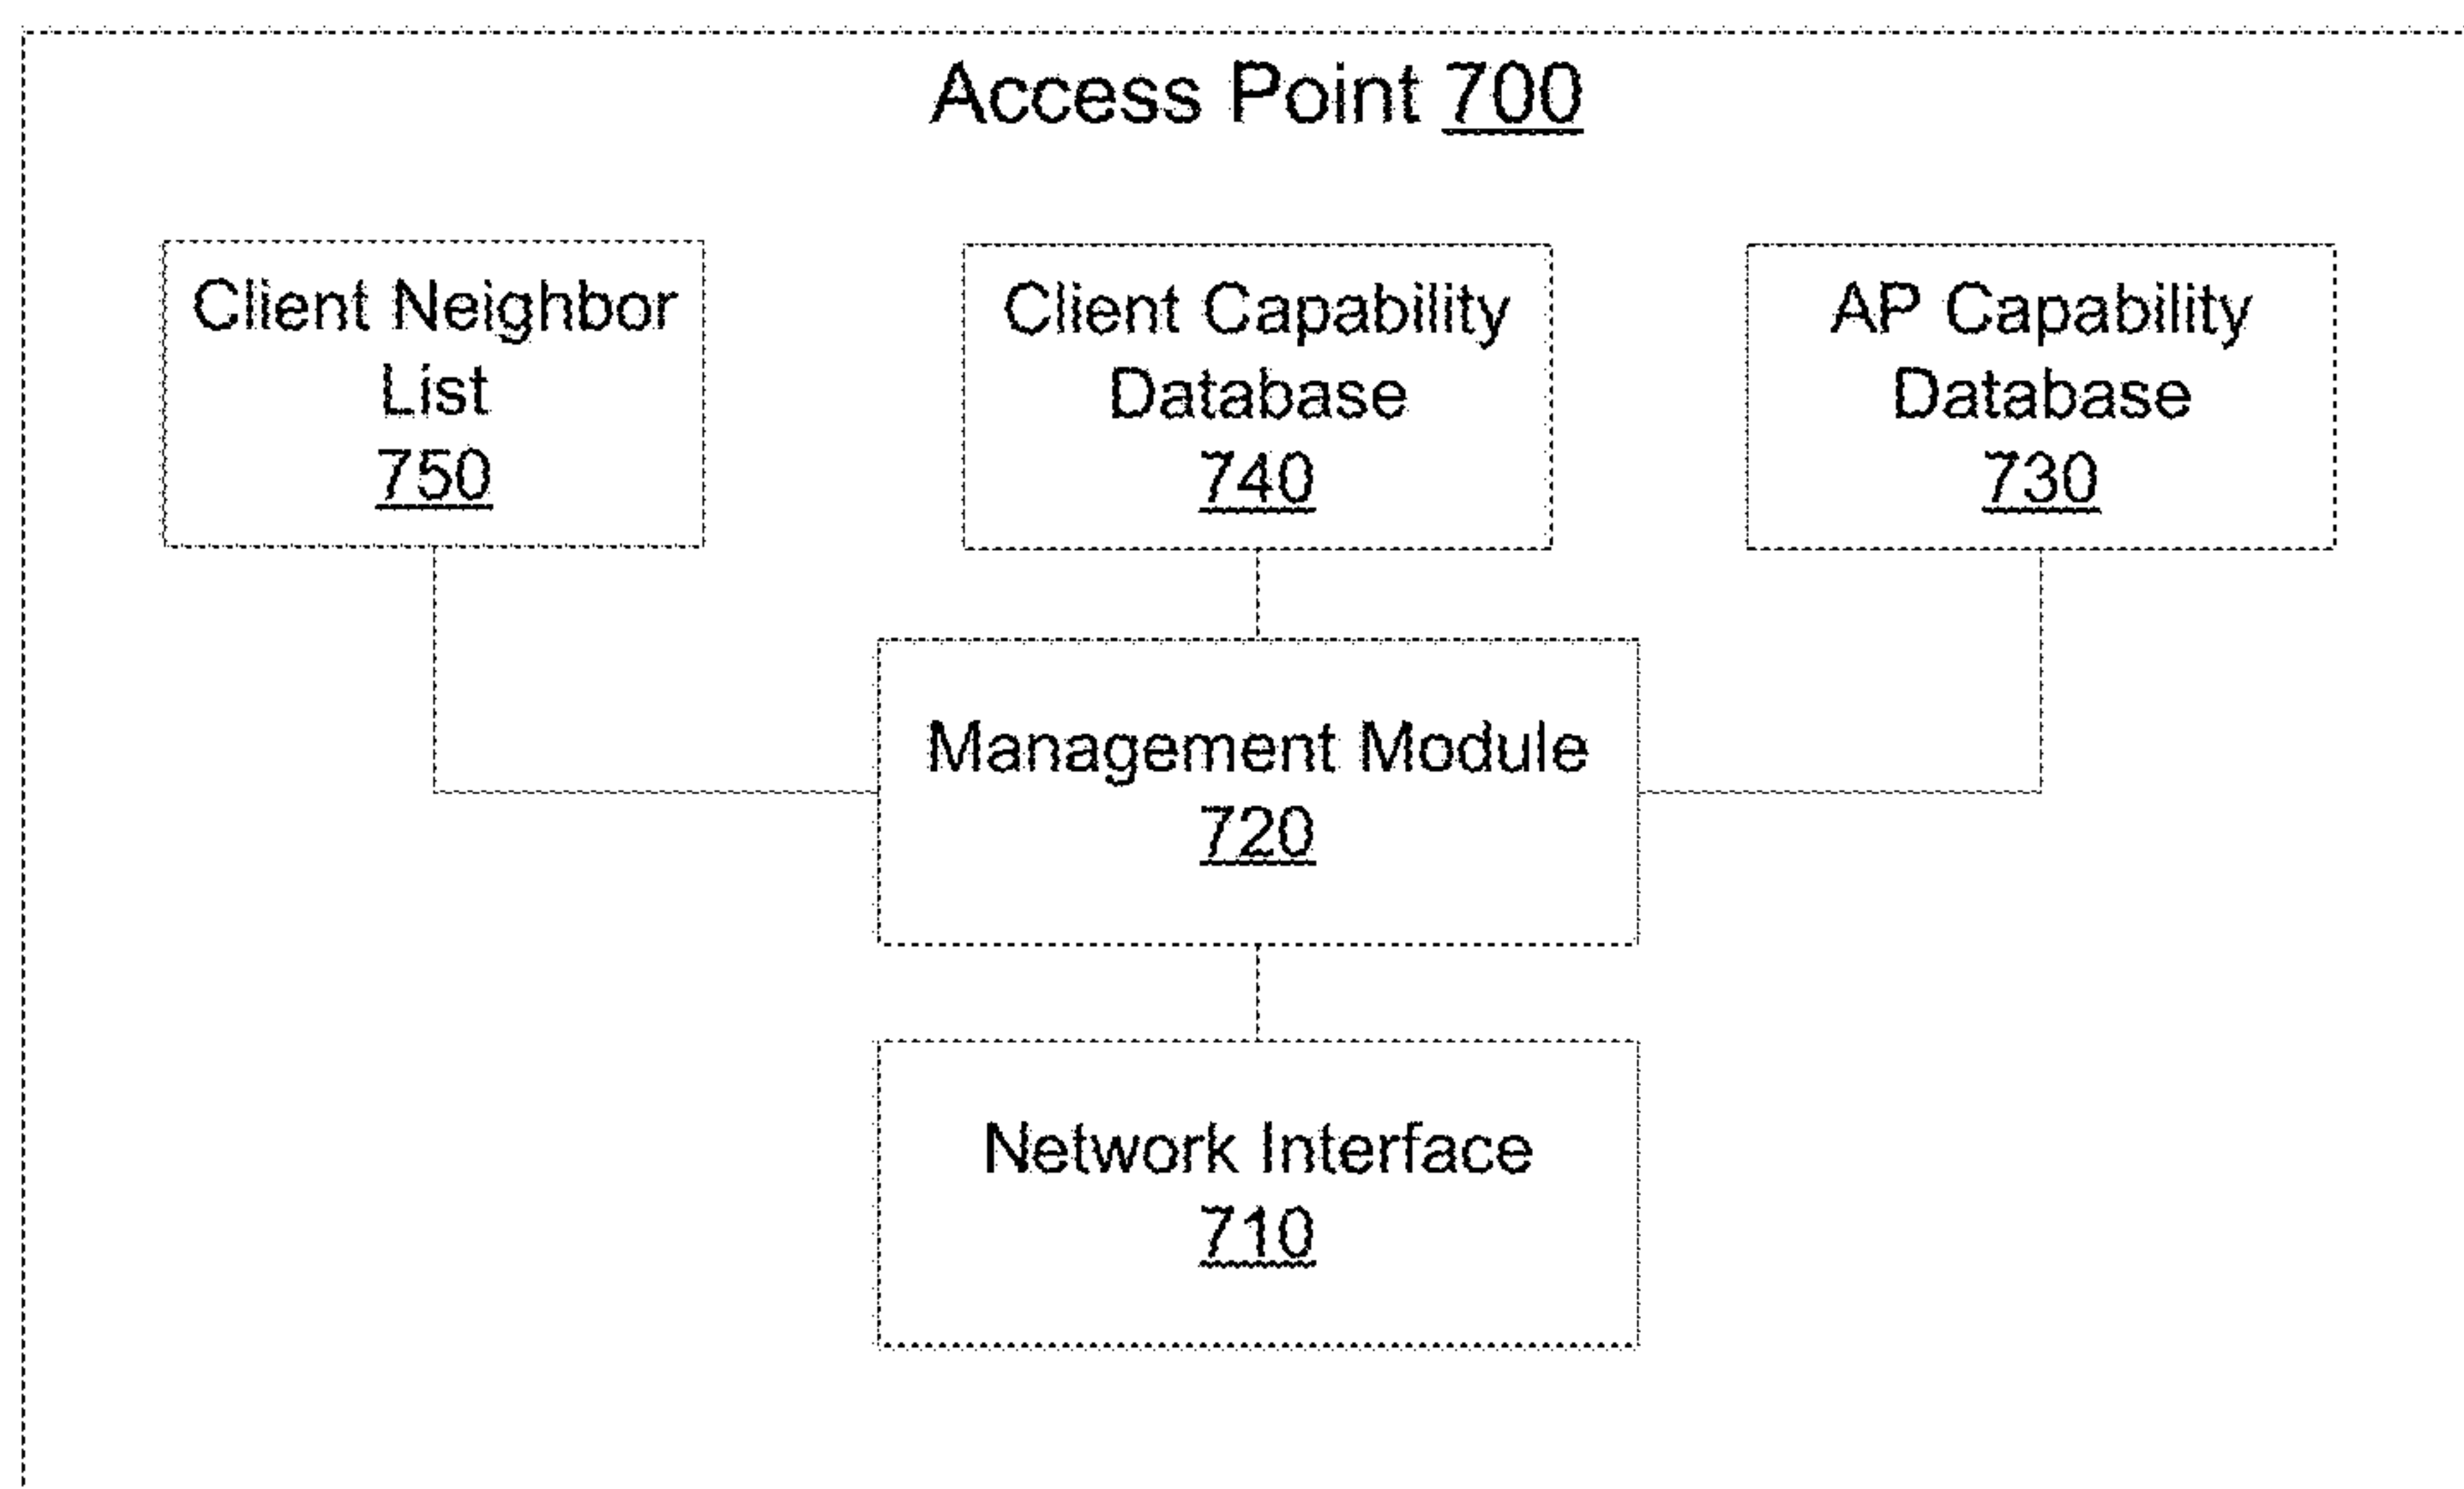 Access Point 700
Client Neighbor
List
750
Client Capability
Database
740
AP Capability
Database
730
Management Module
720
Network Interface
710